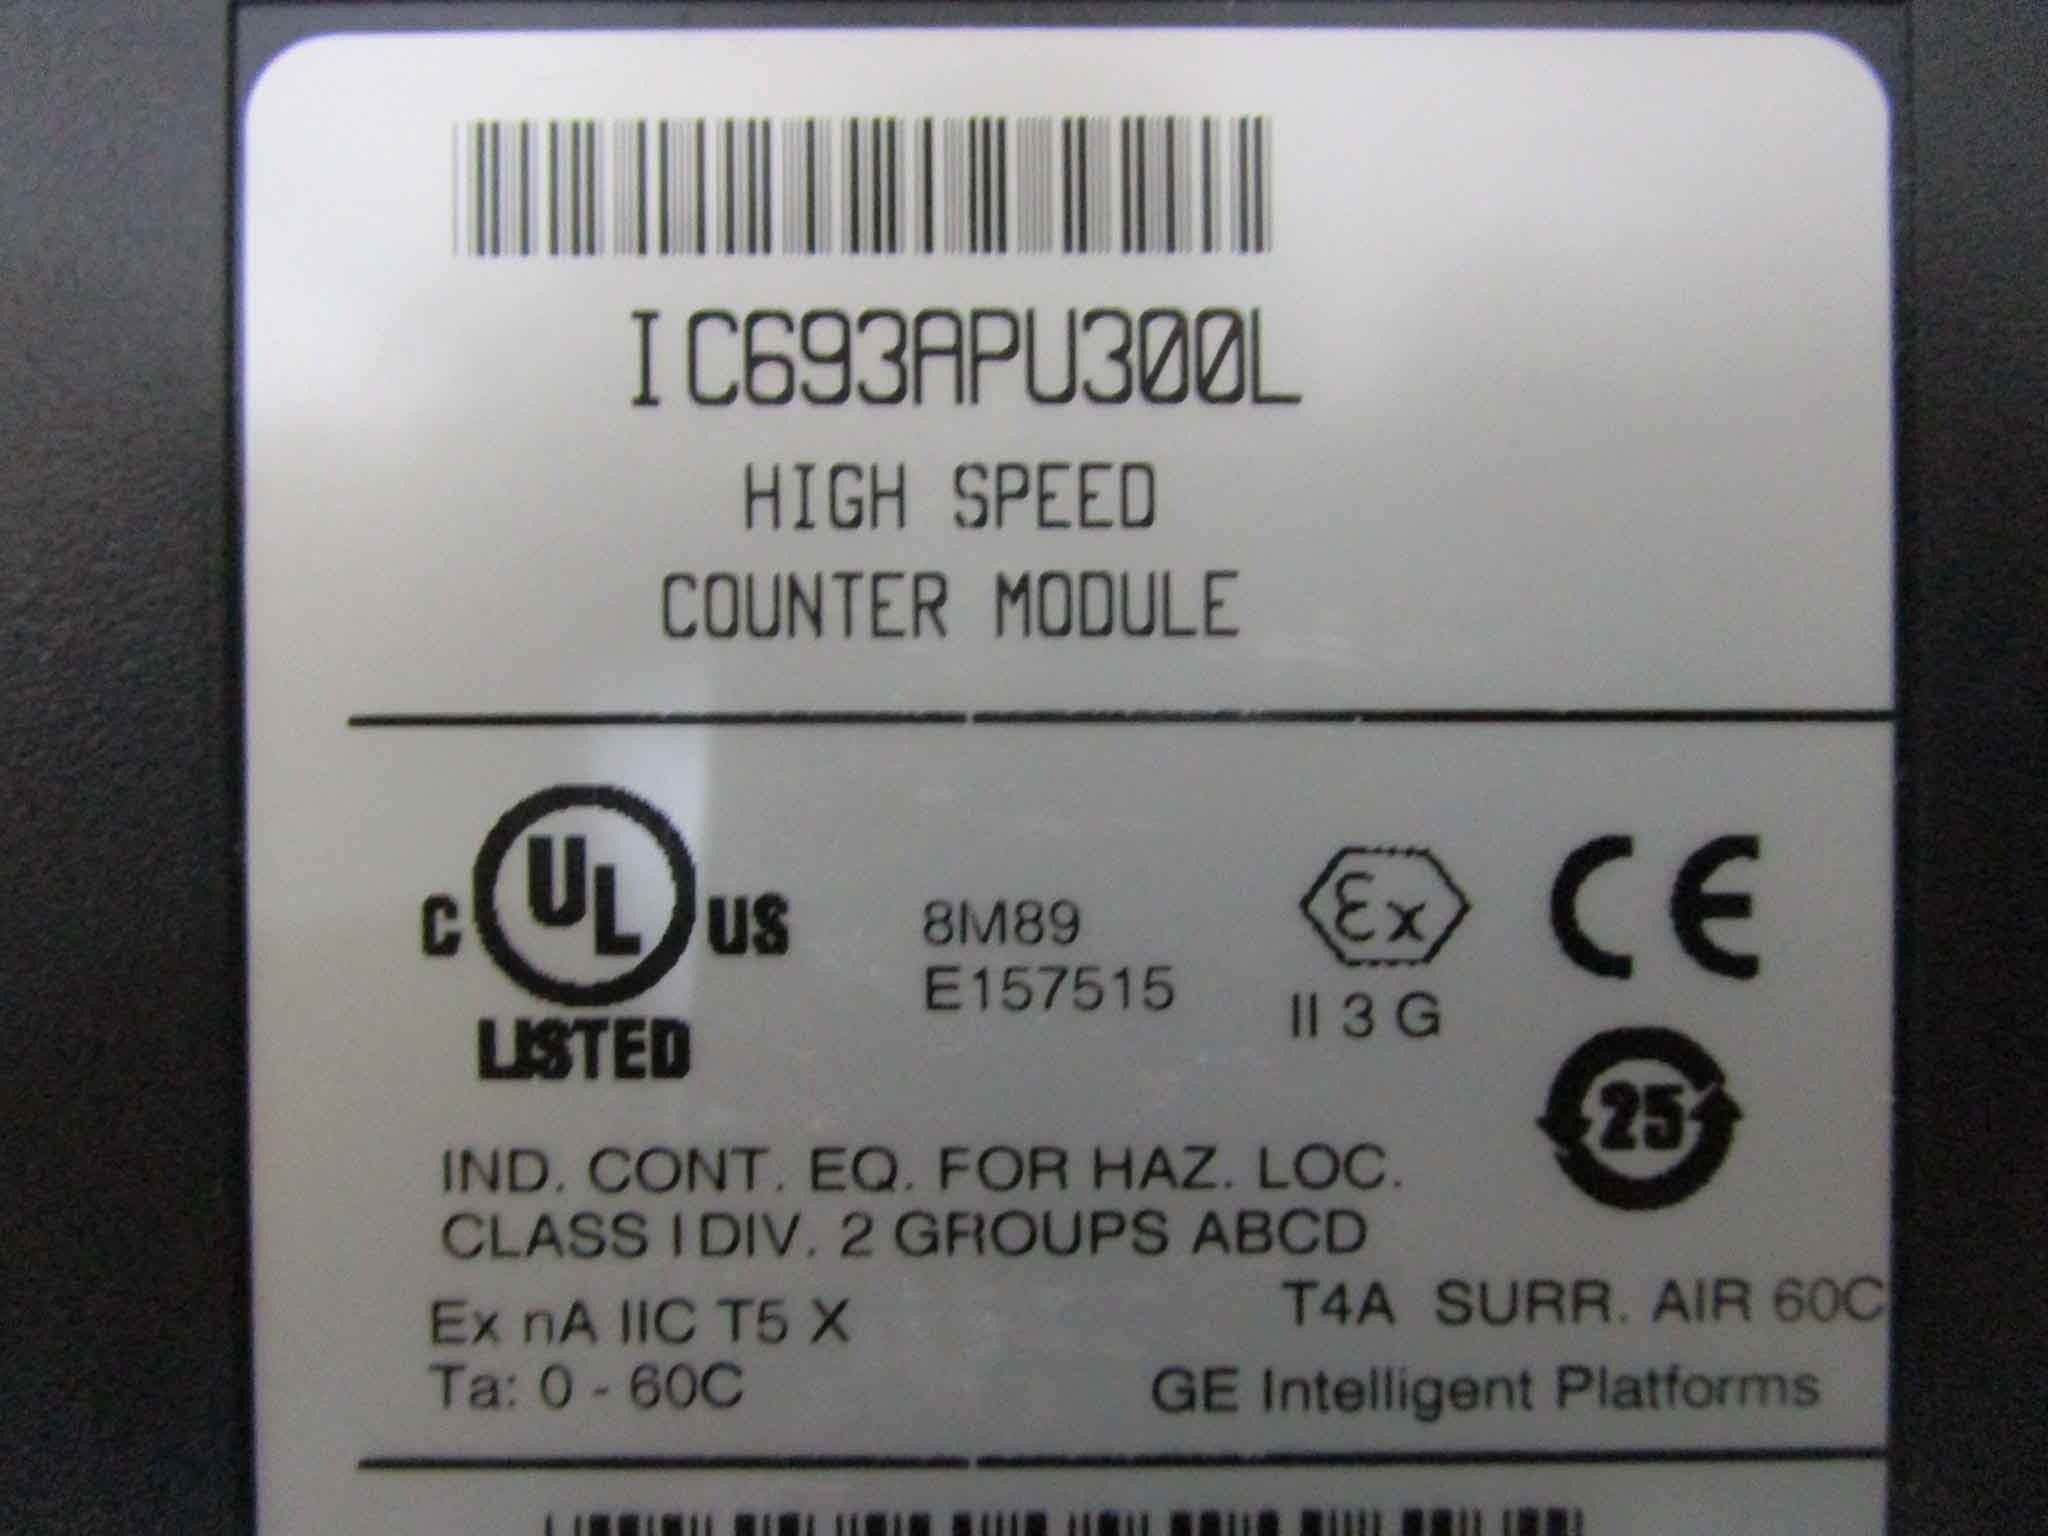 IC693APU300L
HIGH SPEED
COUNTER MODULE
C UL US
LISTED
8M89
E157515
Ex
II 3 G
CE
25
IND. CONT. EQ. FOR HAZ. LOC.
CLASS I DIV. 2 GROUPS ABCD
Ex nA IIC T5 X
Ta: 0 - 60C
T4A SURR. AIR 60C
GE Intelligent Platforms